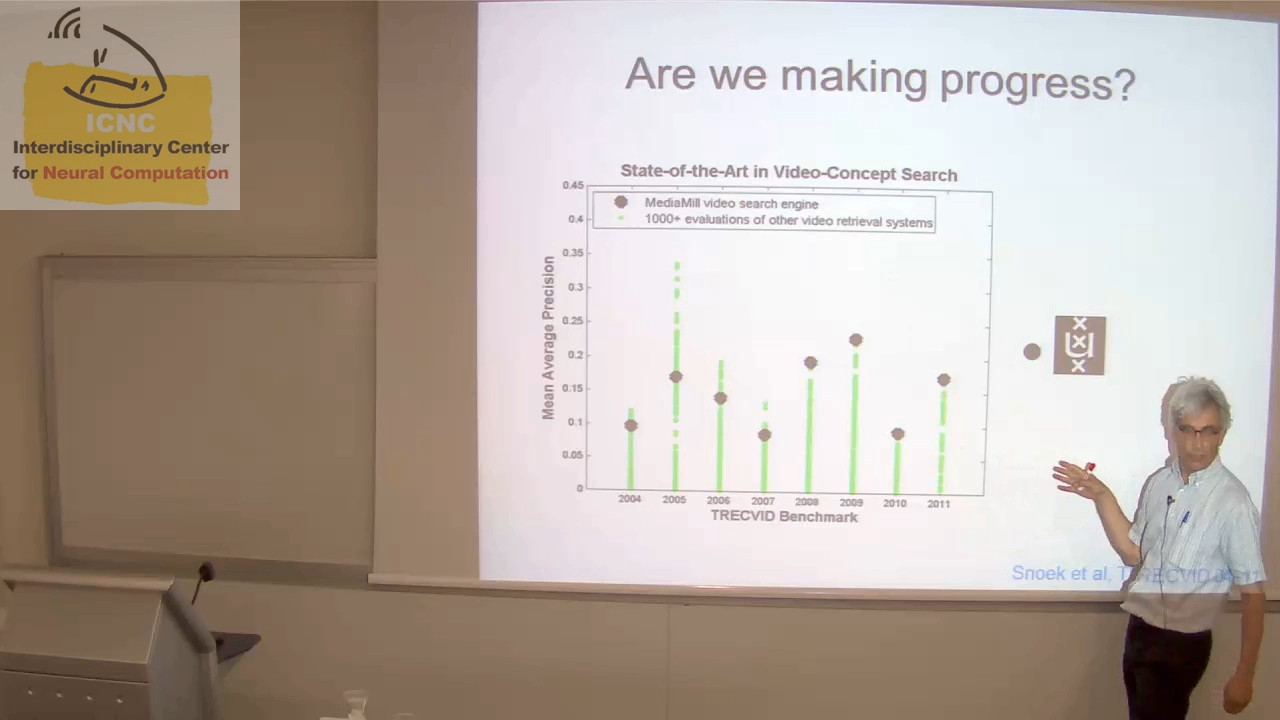 ICNC
Interdisciplinary Center
for Neural Computation
Are we making progress?
State-of-the-Art in Video-Concept Search
MediaMill video search engine
1000+ evaluations of other video retrieval systems
Mean Average Precision
0.45
0.4
0.35
0.3
0.25
0.2
0.15
0.1
0.05
0
2004 2005 2006 2007 2008 2009 2010 2011
TRECVID Benchmark
X
U X
X
Snoek et al, TRECVID